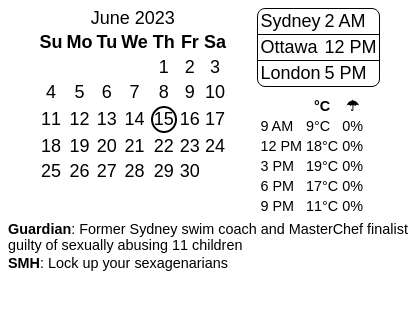 June 2023
Su Mo Tu We Th Fr Sa
1 2 3
4 5 6 7 8 9 10
11 12 13 14 15 16 17
18 19 20 21 22 23 24
25 26 27 28 29 30
Sydney 2 AM
Ottawa 12 PM
London 5 PM
°C ☂
9 AM 9°C 0%
12 PM 18°C 0%
3 PM 19°C 0%
6 PM 17°C 0%
9 PM 11°C 0%
Guardian: Former Sydney swim coach and MasterChef finalist
guilty of sexually abusing 11 children
SMH: Lock up your sexagenarians